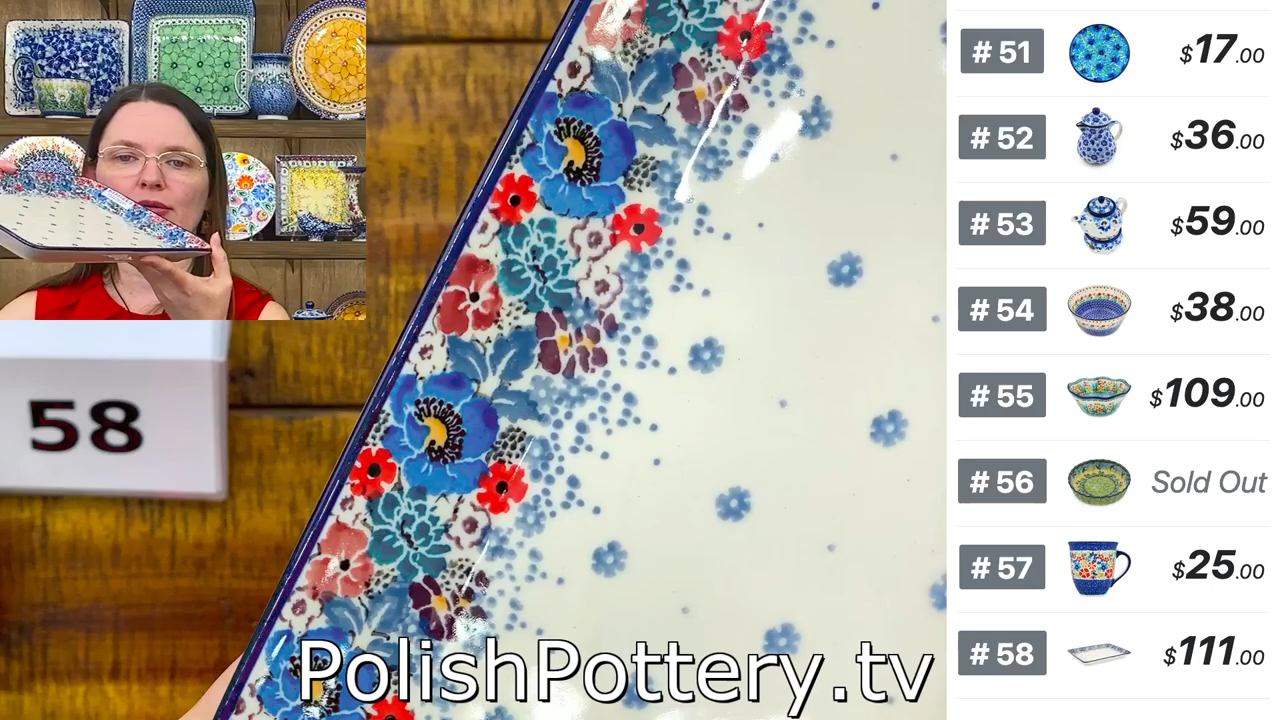 58
PolishPottery.tv
# 51 $17.00
# 52 $36.00
# 53 $59.00
# 54 $38.00
# 55 $109.00
# 56 Sold Out
# 57 $25.00
# 58 $111.00